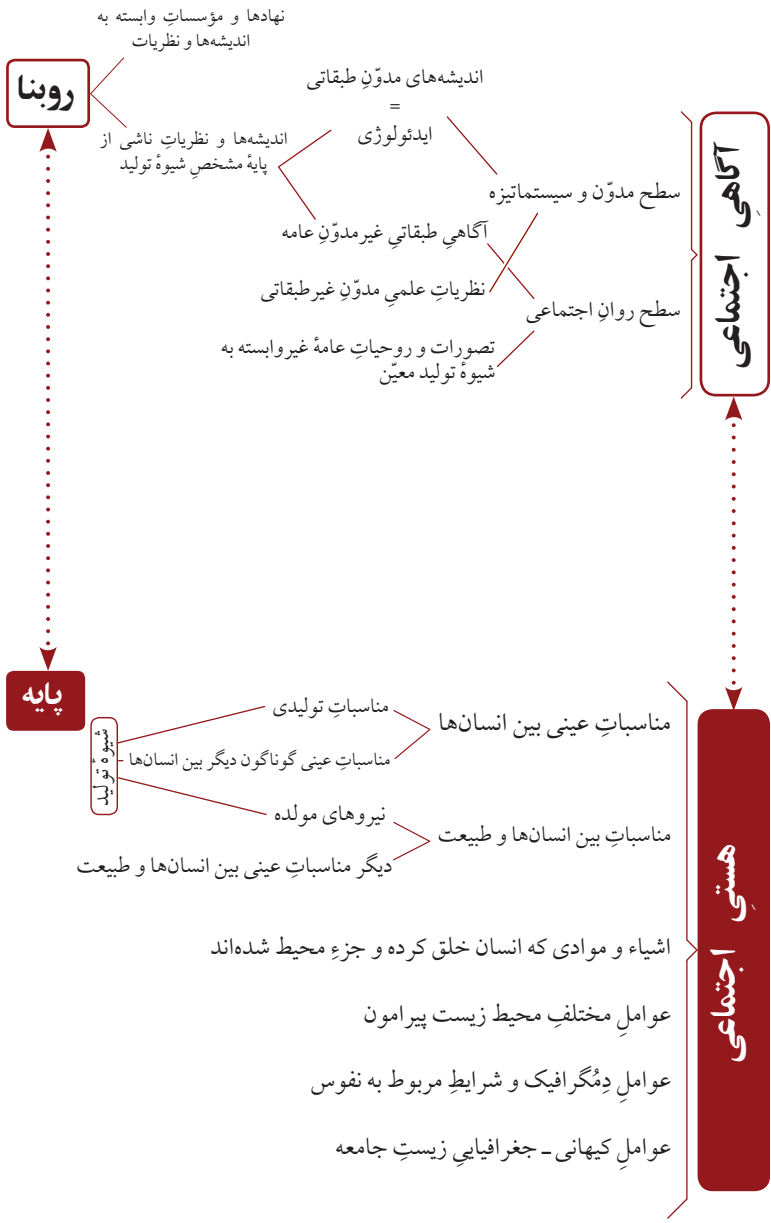 نهادها و مؤسساتِ وابسته به
اندیشه‌ها و نظریات
روبنا
اندیشه‌ها و نظریاتِ ناشی از
پایهٔ مشخصِ شیوهٔ تولید
اندیشه‌های مدوّنِ طبقاتی
=
ایدئولوژی
آگاهیِ طبقاتیِ غیرمدوّنِ عامه
نظریاتِ علمیِ مدوّنِ غیرطبقاتی
تصورات و روحیاتِ عامهٔ غیروابسته به
شیوهٔ تولید معیّن
سطح مدوّن و سیستماتیزه
سطح روانِ اجتماعی
آگاهیِ اجتماعی
پایه
شیوهٔ تولید
مناسباتِ تولیدی
مناسباتِ عینی گوناگون دیگر بین انسان‌ها
نیروهای مولده
دیگر مناسباتِ عینی بین انسان‌ها و طبیعت
مناسباتِ عینی بین انسان‌ها
مناسباتِ بین انسان‌ها و طبیعت
اشیاء و موادی که انسان خلق کرده و جزءِ محیط شده‌اند
عواملِ مختلفِ محیط زیست پیرامون
عواملِ دِمُگرافیک و شرایطِ مربوط به نفوس
عواملِ کیهانی ـ جغرافیاییِ زیستِ جامعه
هستیِ اجتماعی